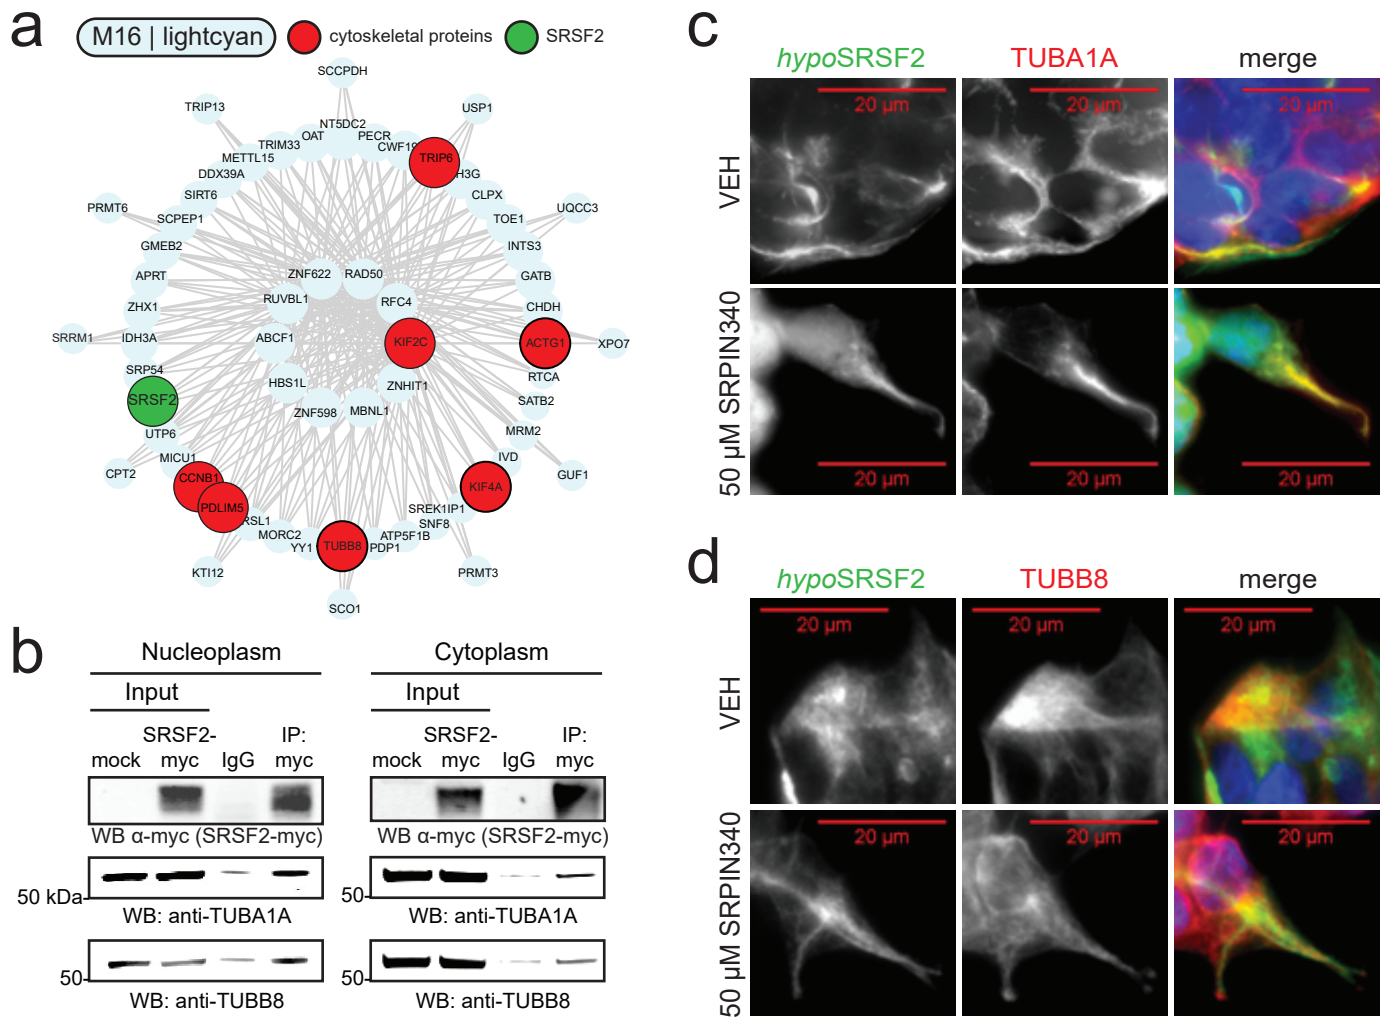 a
M16 | lightcyan
cytoskeletal proteins
SRSF2
SCCPDH
TRIP13
USP1
NT5DC2
OAT
PECR
TRIM33
CWF19
METTL15
TRIP6
H3G
DDX39A
CLPX
SIRT6
PRMT6
SCPEP1
TOE1
UQCC3
GMEB2
INTS3
APRT
ZNF622
RAD50
GATB
ZHX1
RUVBL1
RFC4
CHDH
SRRM1
IDH3A
ABCF1
KIF2C
ACTG1
XPO7
SRP54
RTCA
HBS1L
ZNHIT1
SRSF2
SATB2
ZNF598
MBNL1
UTP6
MRM2
MICU1
IVD
CPT2
GUF1
CCNB1
KIF4A
PDLIM5
SREK1IP1
RSL1
SNF8
MORC2
ATP5F1B
YY1
TUBB8
PDP1
KTI12
PRMT3
SCO1
b
Nucleoplasm
Cytoplasm
Input
Input
SRSF2-
IP:
SRSF2-
IP:
mock myc IgG myc
mock myc IgG myc
WB α-myc (SRSF2-myc)
WB α-myc (SRSF2-myc)
50 kDa-
50-
WB: anti-TUBA1A
WB: anti-TUBA1A
50-
50-
WB: anti-TUBB8
WB: anti-TUBB8
c
hypoSRSF2
TUBA1A
merge
VEH
20 µm
20 µm
20 µm
50 µM SRPIN340
20 µm
20 µm
20 µm
d
hypoSRSF2
TUBB8
merge
VEH
20 µm
20 µm
20 µm
50 µM SRPIN340
20 µm
20 µm
20 µm